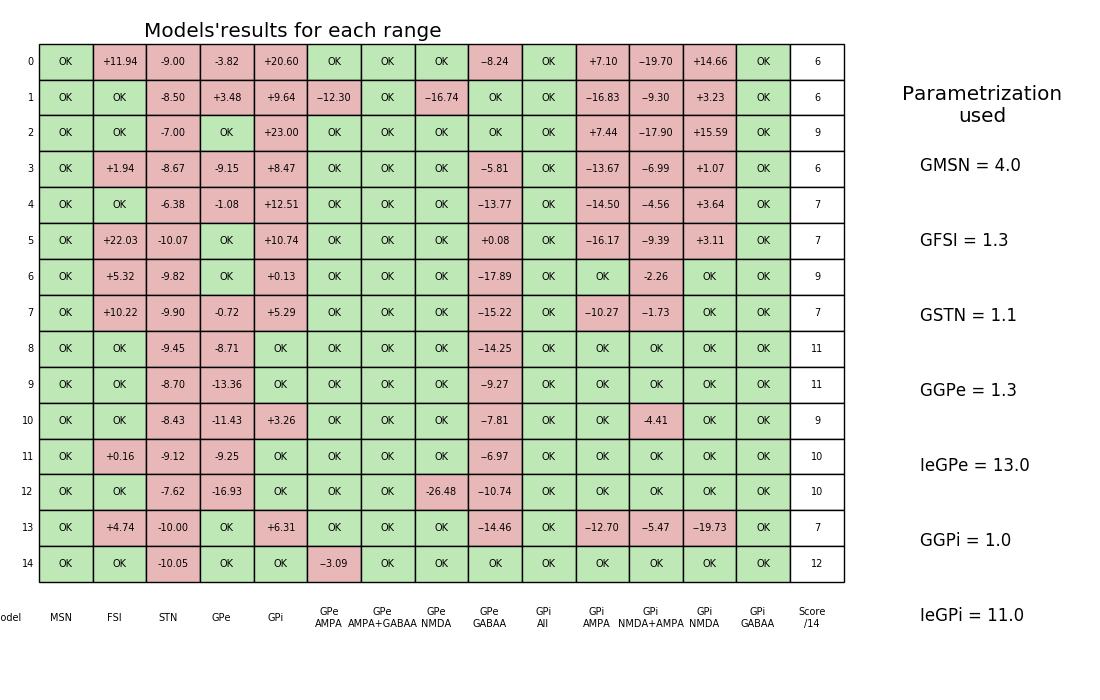 Models'results for each range
0 OK +11.94 -9.00 -3.82 +20.60 OK OK OK --8.24 OK +7.10 --19.70 +14.66 OK 6
1 OK OK -8.50 +3.48 +9.64 --12.30 OK --16.74 OK OK --16.83 --9.30 +3.23 OK 6
2 OK OK -7.00 OK +23.00 OK OK OK OK OK +7.44 --17.90 +15.59 OK 9
3 OK +1.94 -8.67 -9.15 +8.47 OK OK OK --5.81 OK --13.67 --6.99 +1.07 OK 6
4 OK OK -6.38 -1.08 +12.51 OK OK OK --13.77 OK --14.50 --4.56 +3.64 OK 7
5 OK +22.03 -10.07 OK +10.74 OK OK OK +0.08 OK --16.17 --9.39 +3.11 OK 7
6 OK +5.32 -9.82 OK +0.13 OK OK OK --17.89 OK OK -2.26 OK OK 9
7 OK +10.22 -9.90 -0.72 +5.29 OK OK OK --15.22 OK --10.27 --1.73 OK OK 7
8 OK OK -9.45 -8.71 OK OK OK OK --14.25 OK OK OK OK OK 11
9 OK OK -8.70 -13.36 OK OK OK OK --9.27 OK OK OK OK OK 11
10 OK OK -8.43 -11.43 +3.26 OK OK OK --7.81 OK OK -4.41 OK OK 9
11 OK +0.16 -9.12 -9.25 OK OK OK OK --6.97 OK OK OK OK OK 10
12 OK OK -7.62 -16.93 OK OK OK -26.48 --10.74 OK OK OK OK OK 10
13 OK +4.74 -10.00 OK +6.31 OK OK OK --14.46 OK --12.70 --5.47 --19.73 OK 7
14 OK OK -10.05 OK OK --3.09 OK OK OK OK OK OK OK OK 12
odel MSN FSI STN GPe GPi GPe GPe GPe GPe GPi GPi GPi GPi GPi Score
AMPA AMPA+GABAA NMDA GABAA All AMPA NMDA+AMPA NMDA GABAA /14
Parametrization
used
GMSN = 4.0
GFSI = 1.3
GSTN = 1.1
GGPe = 1.3
IeGPe = 13.0
GGPi = 1.0
IeGPi = 11.0